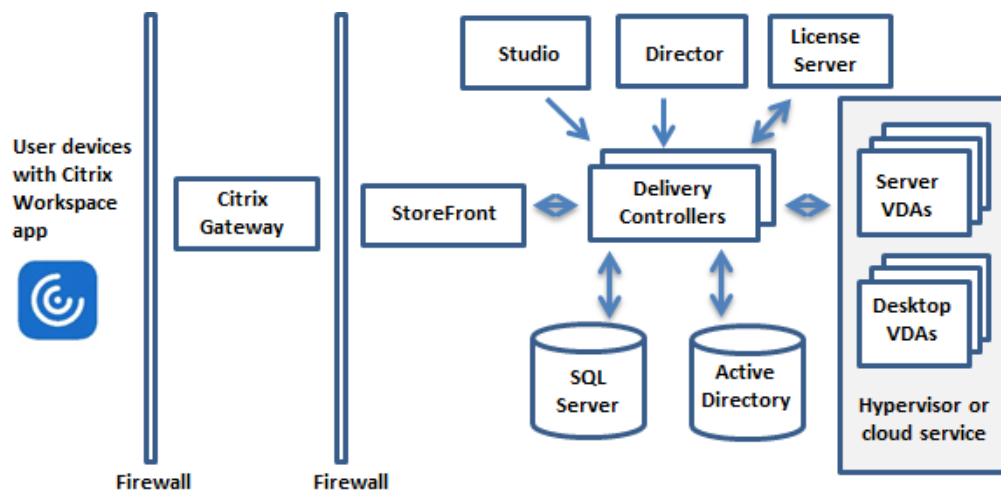 User devices
with Citrix
Workspace
app
Firewall
Citrix
Gateway
Firewall
StoreFront
Studio
Director
License
Server
Delivery
Controllers
SQL
Server
Active
Directory
Server
VDAs
Desktop
VDAs
Hypervisor or
cloud service